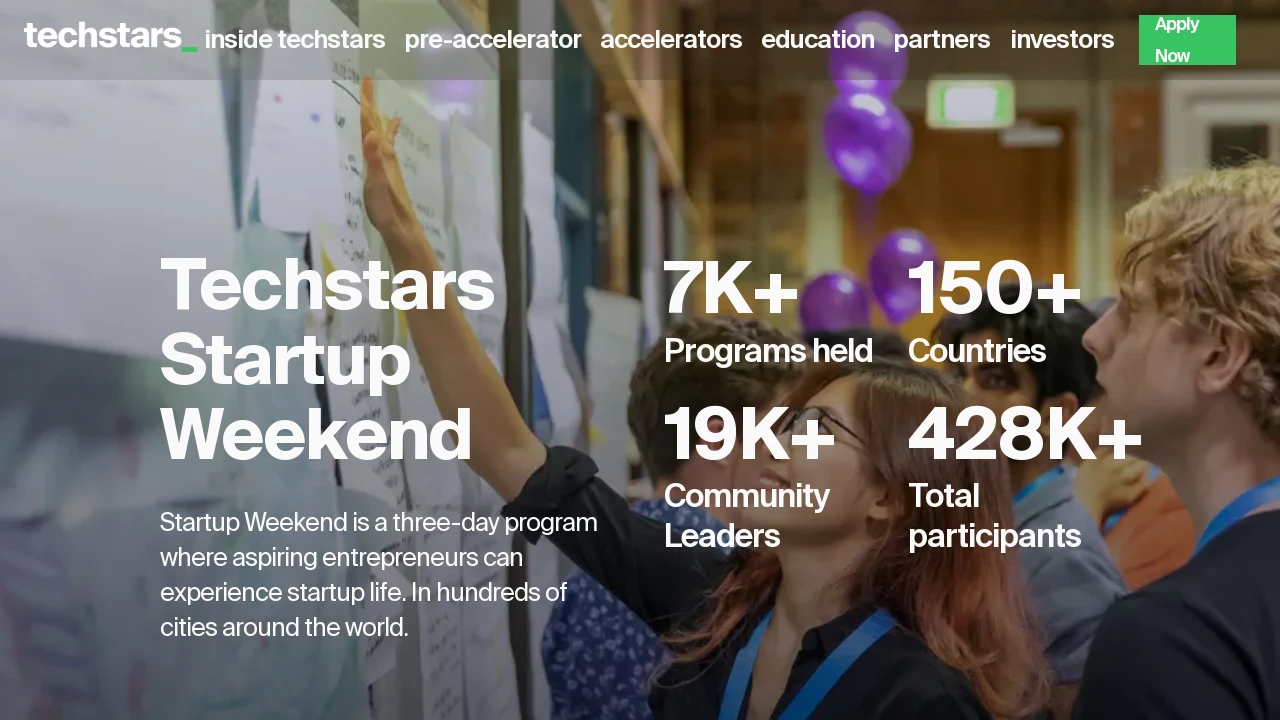 techstars_
inside techstars pre-accelerator accelerators education partners investors
Apply
Now
Techstars
Startup
Weekend
Startup Weekend is a three-day program
where aspiring entrepreneurs can
experience startup life. In hundreds of
cities around the world.
7K+
Programs held
150+
Countries
19K+
Community
Leaders
428K+
Total
participants